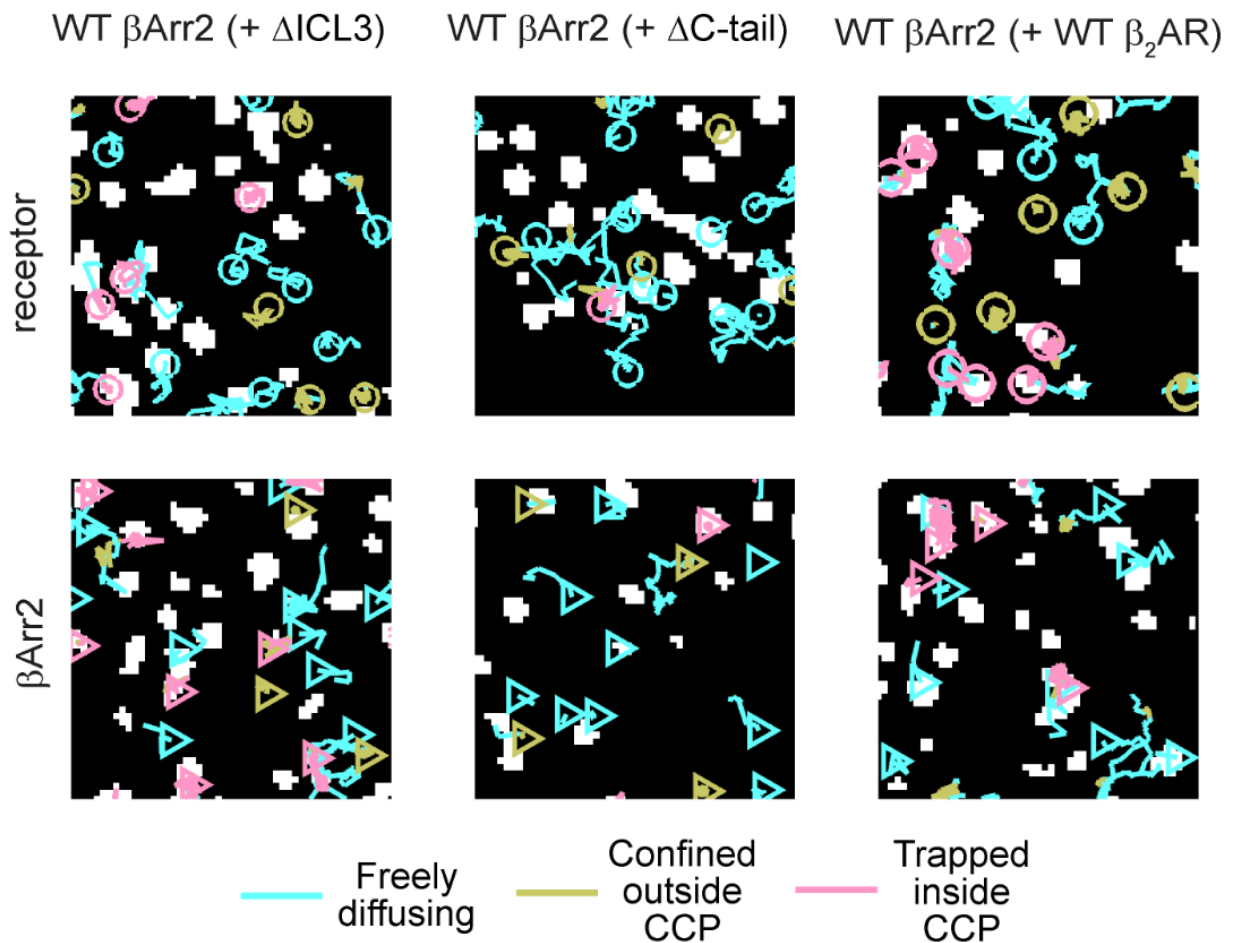 WT βArr2 (+ ΔICL3)
WT βArr2 (+ ΔC-tail)
WT βArr2 (+ WT β₂AR)
receptor
βArr2
Freely
diffusing
Confined
outside
CCP
Trapped
inside
CCP